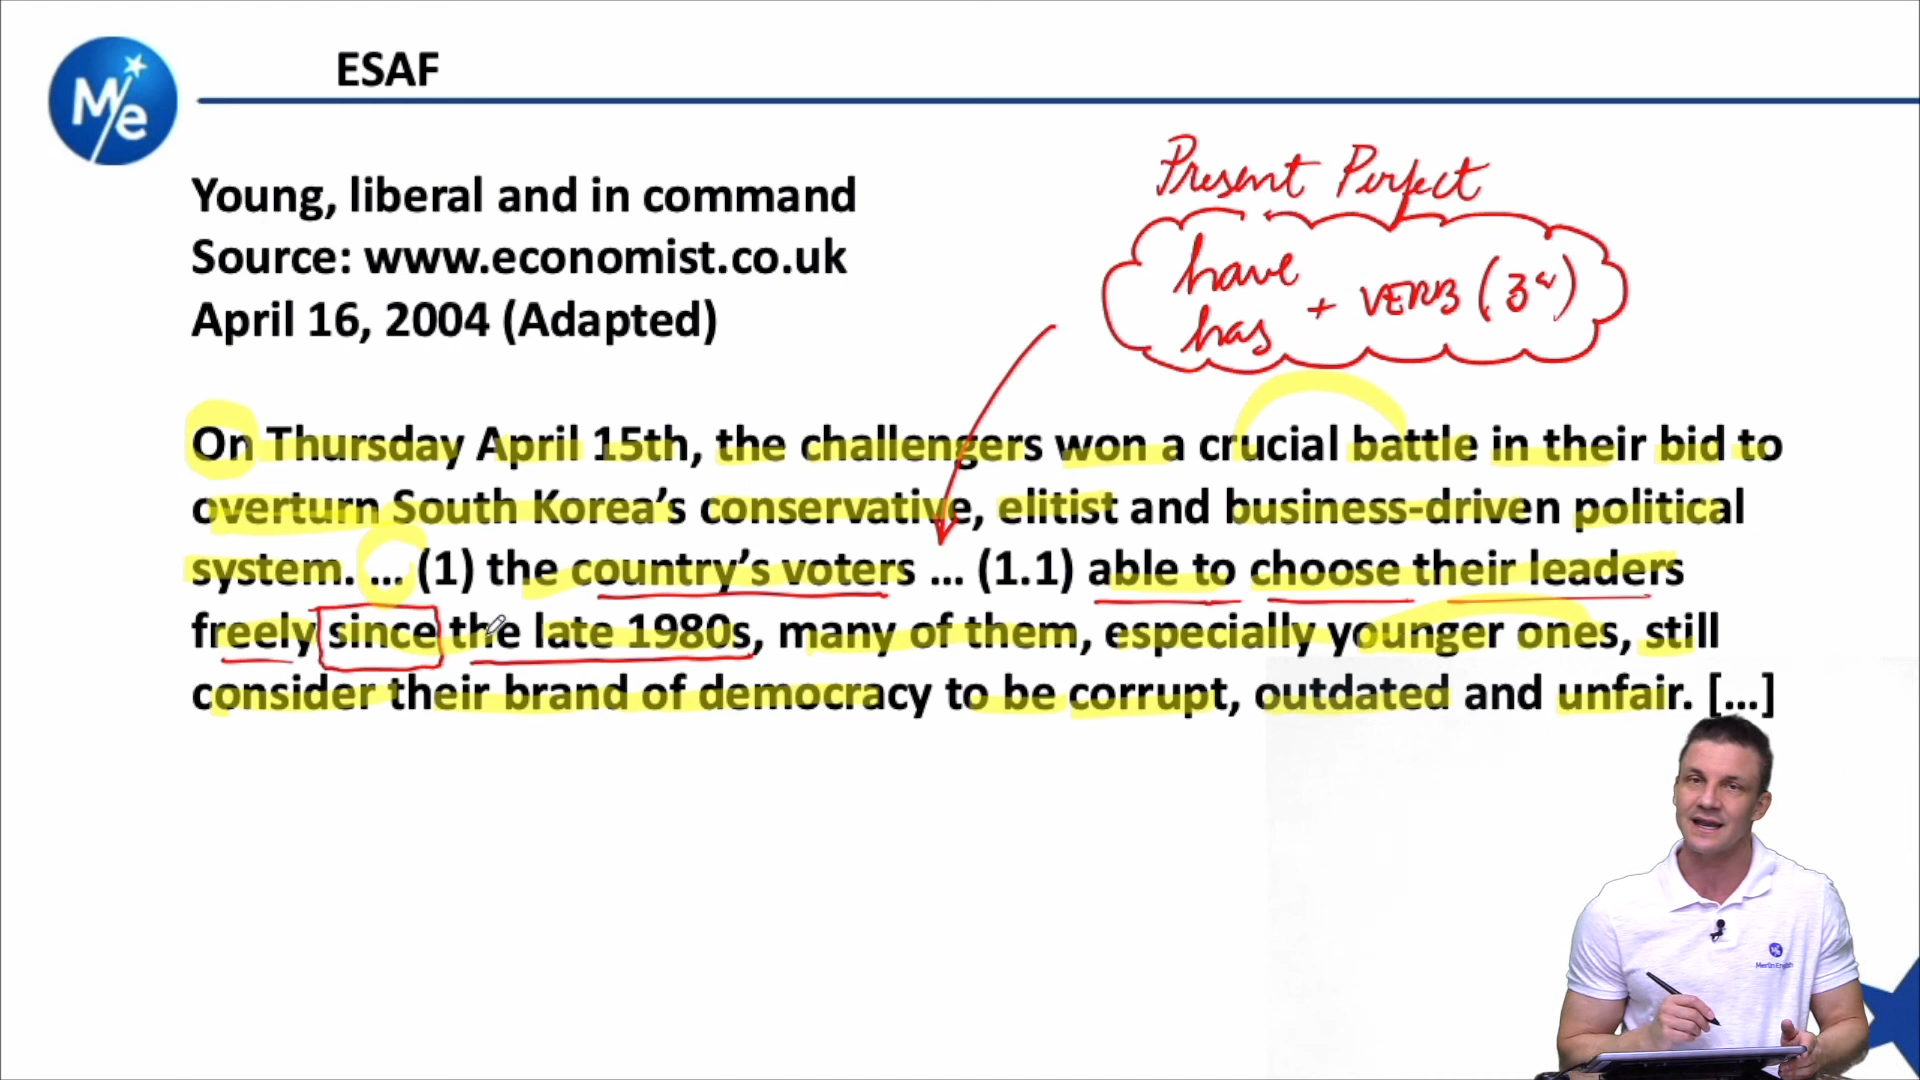 M/e
ESAF
Young, liberal and in command
Source: www.economist.co.uk
April 16, 2004 (Adapted)
Present Perfect
have
has + VERB (3ª)
On Thursday April 15th, the challengers won a crucial battle in their bid to
overturn South Korea’s conservative, elitist and business-driven political
system. ... (1) the country’s voters ... (1.1) able to choose their leaders
freely since the late 1980s, many of them, especially younger ones, still
consider their brand of democracy to be corrupt, outdated and unfair. [...]